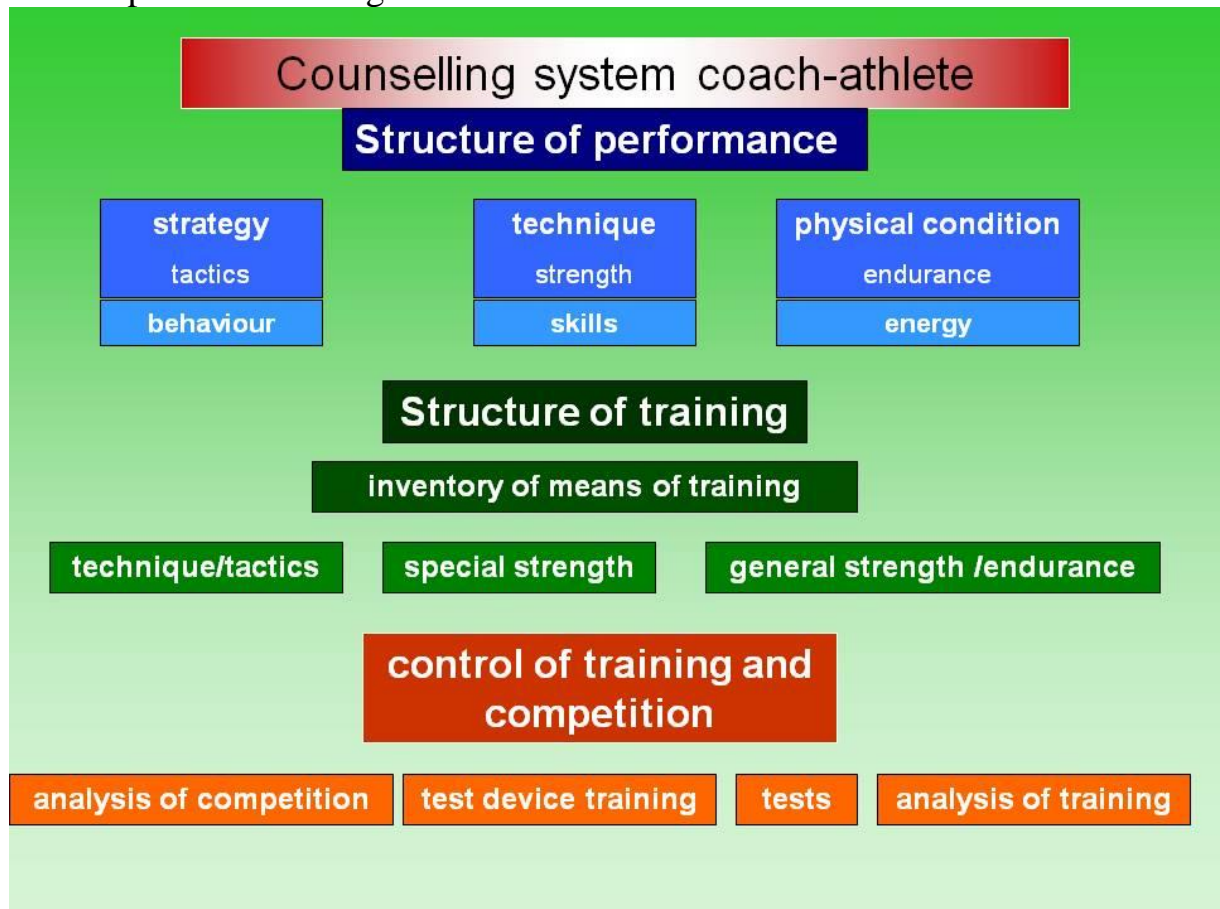 Counselling system coach-athlete
Structure of performance
strategy
tactics
behaviour
technique
strength
skills
physical condition
endurance
energy
Structure of training
inventory of means of training
technique/tactics
special strength
general strength /endurance
control of training and
competition
analysis of competition
test device training
tests
analysis of training